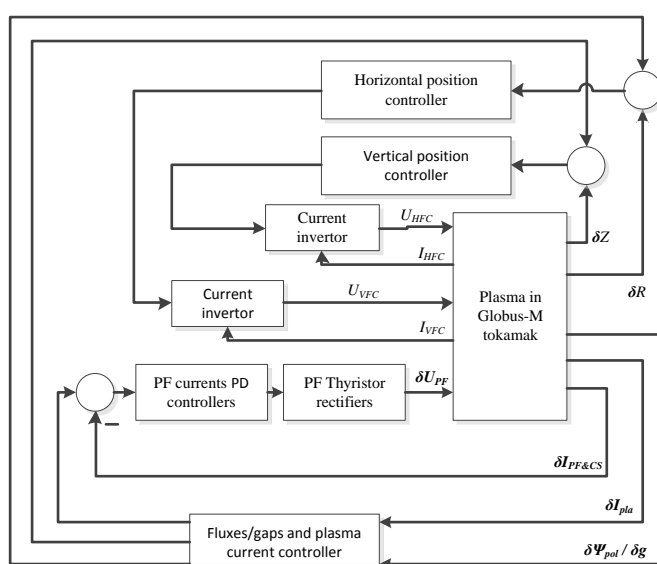 Horizontal position
controller
Vertical position
controller
Current
invertor
U_HFC
I_HFC
δZ
δR
Current
invertor
U_VFC
I_VFC
Plasma in
Globus-M
tokamak
PF currents PD
controllers
PF Thyristor
rectifiers
δU_PF
−
δI_PF&CS
δI_pla
Fluxes/gaps and plasma
current controller
δΨ_pol / δg